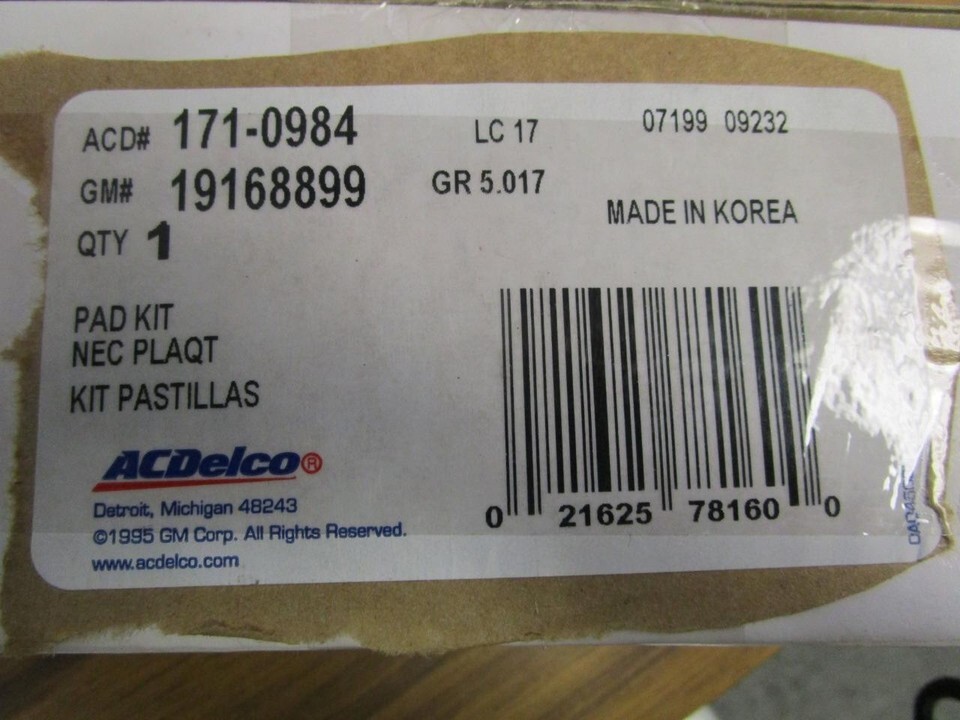 ACD# 171-0984 LC 17 07199 09232
GM# 19168899 GR 5.017
MADE IN KOREA
QTY 1
PAD KIT
NEC PLAQT
KIT PASTILLAS
ACDelco®
Detroit, Michigan 48243
©1995 GM Corp. All Rights Reserved.
www.acdelco.com
0 21625 78160 0